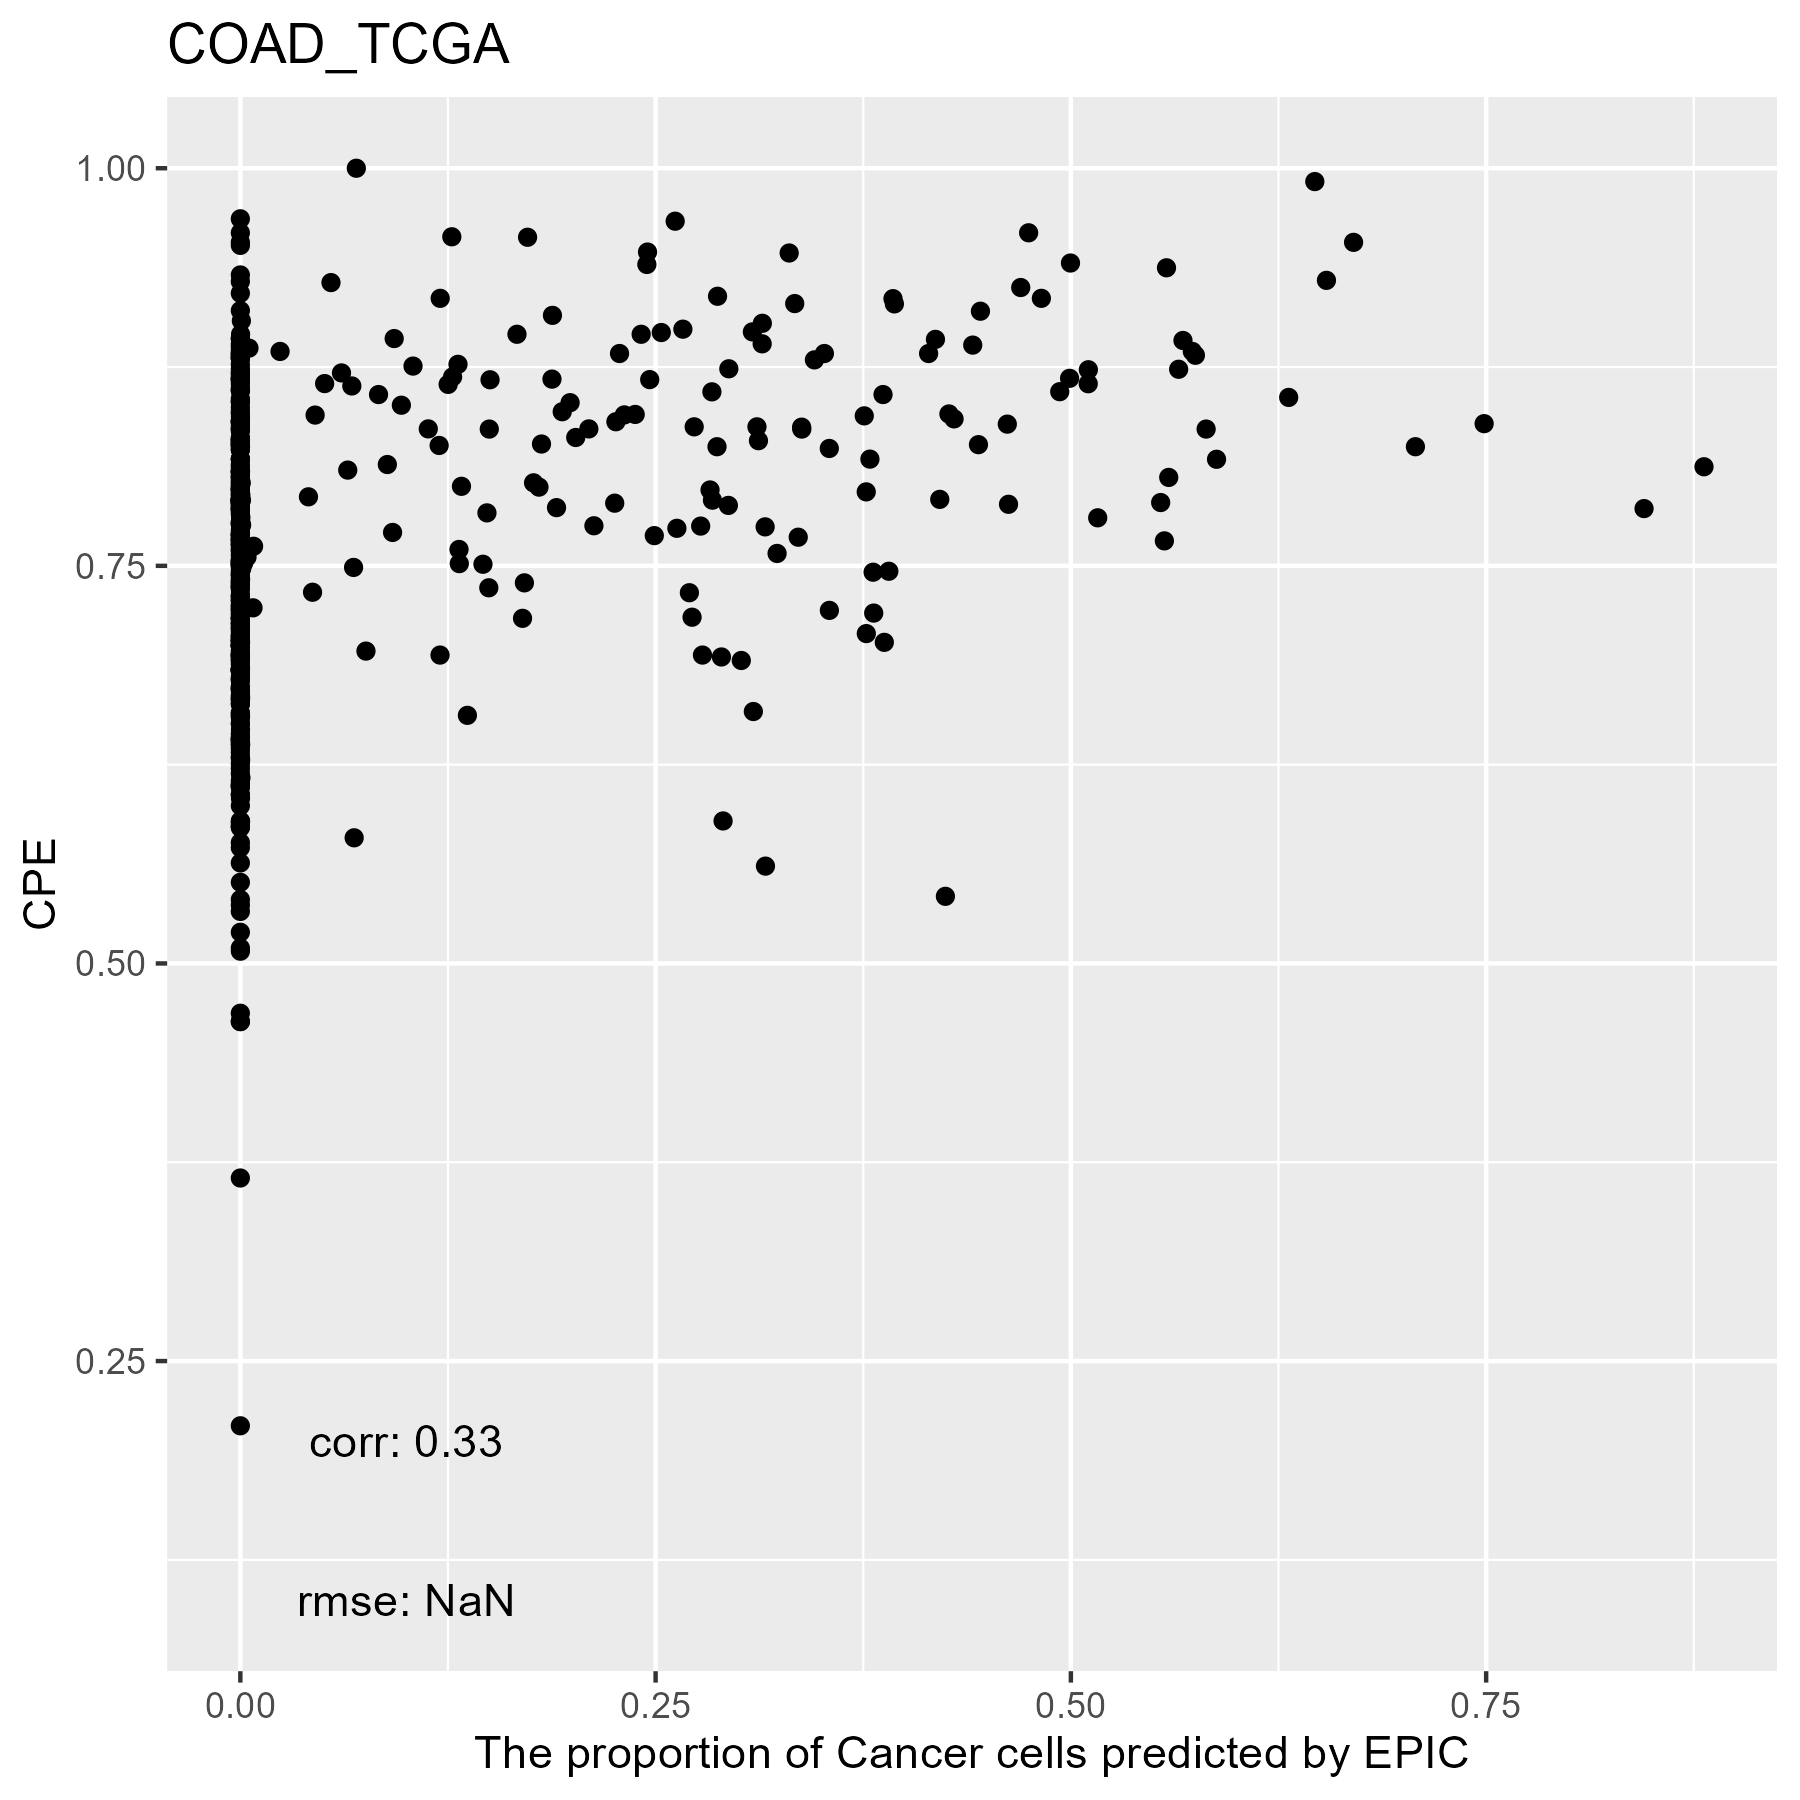 COAD_TCGA
1.00
0.75
0.50
0.25
CPE
corr: 0.33
rmse: NaN
0.00 0.25 0.50 0.75
The proportion of Cancer cells predicted by EPIC